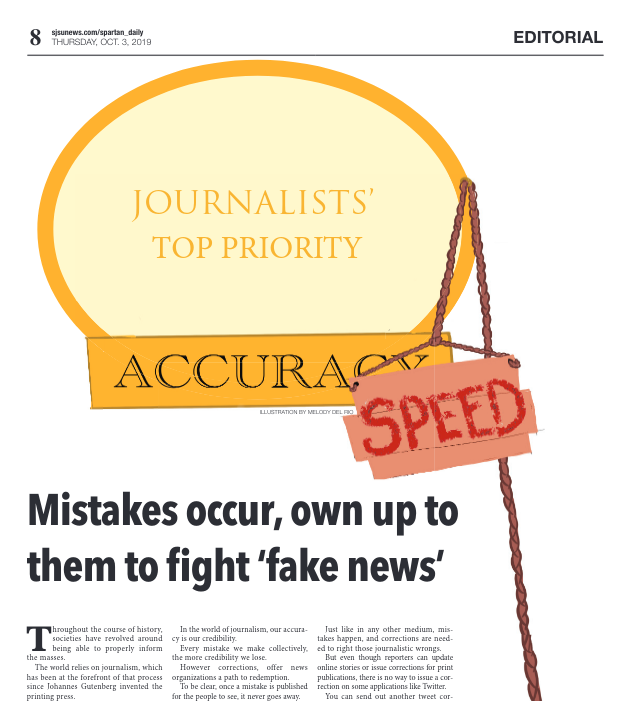 8
sjsunews.com/spartan_daily
THURSDAY, OCT. 3, 2019
EDITORIAL
JOURNALISTS’
TOP PRIORITY
ACCURACY
SPEED
ILLUSTRATION BY MELODY DEL RIO
Mistakes occur, own up to
them to fight ‘fake news’
Throughout the course of history,
societies have revolved around
being able to properly inform
the masses.
The world relies on journalism, which
has been at the forefront of that process
since Johannes Gutenberg invented the
printing press.
In the world of journalism, our accura-
cy is our credibility.
Every mistake we make collectively,
the more credibility we lose.
However corrections, offer news
organizations a path to redemption.
To be clear, once a mistake is published
for the people to see, it never goes away.
Just like in any other medium, mis-
takes happen, and corrections are need-
ed to right those journalistic wrongs.
But even though reporters can update
online stories or issue corrections for print
publications, there is no way to issue a cor-
rection on some applications like Twitter.
You can send out another tweet cor-